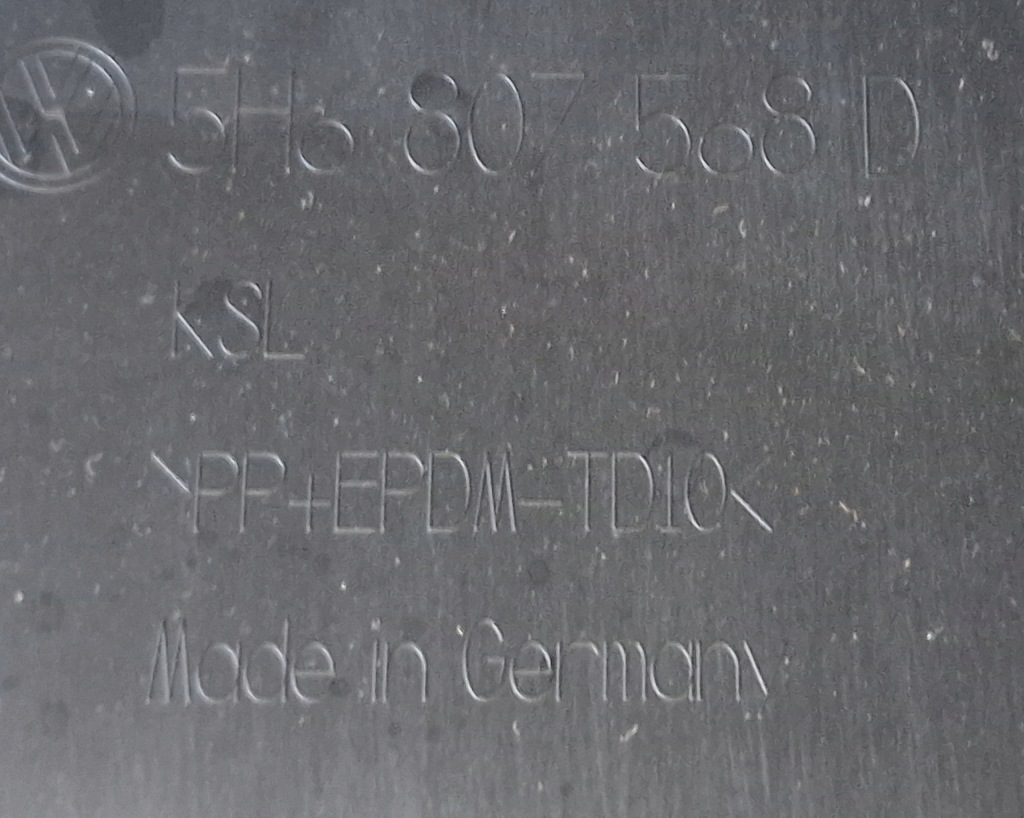 5H6 807 568 D
KSL
>PP+EPDM-TD10<
Made in Germany